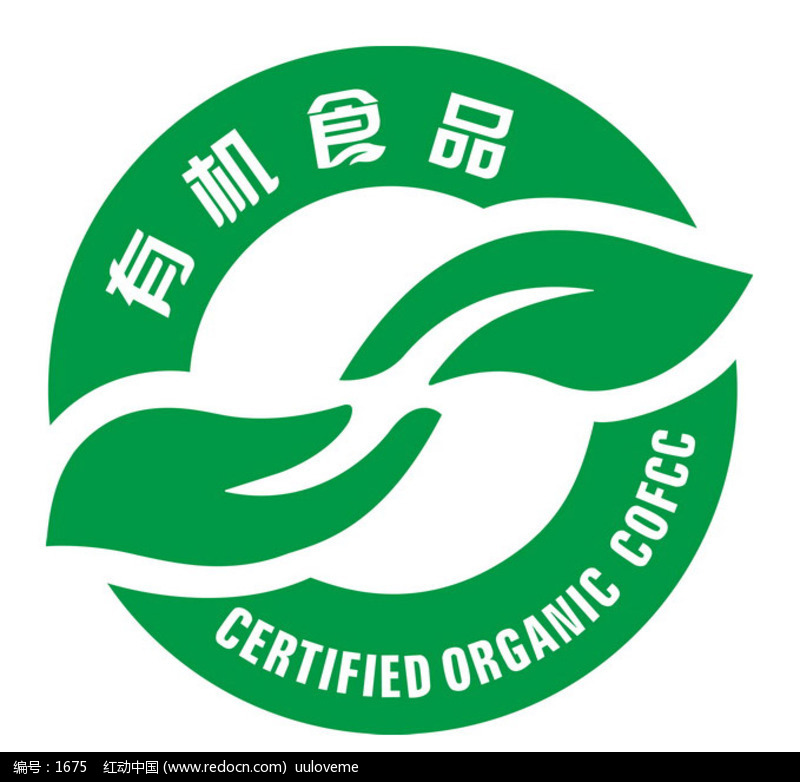 有机食品
CERTIFIED ORGANIC COFCC
编号：1675 红动中国 (www.redocn.com) uuloveme